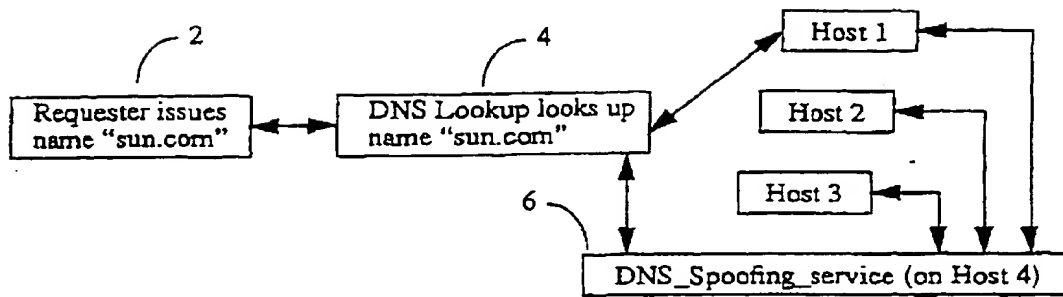 2
4
Host 1
Requester issues
name "sun.com"
DNS Lookup looks up
name "sun.com"
Host 2
Host 3
6
DNS_Spoofing_service (on Host 4)